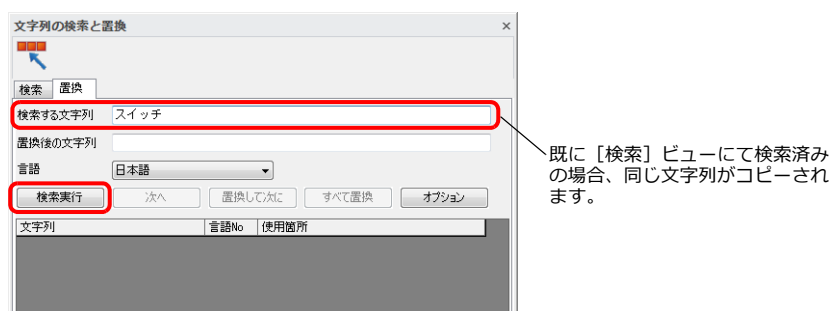 文字列の検索と置換
検索 置換
検索する文字列 スイッチ
置換後の文字列
言語 日本語
検索実行 次へ 置換して次に すべて置換 オプション
文字列 言語No 使用箇所
既に［検索］ビューにて検索済み
の場合、同じ文字列がコピーされ
ます。